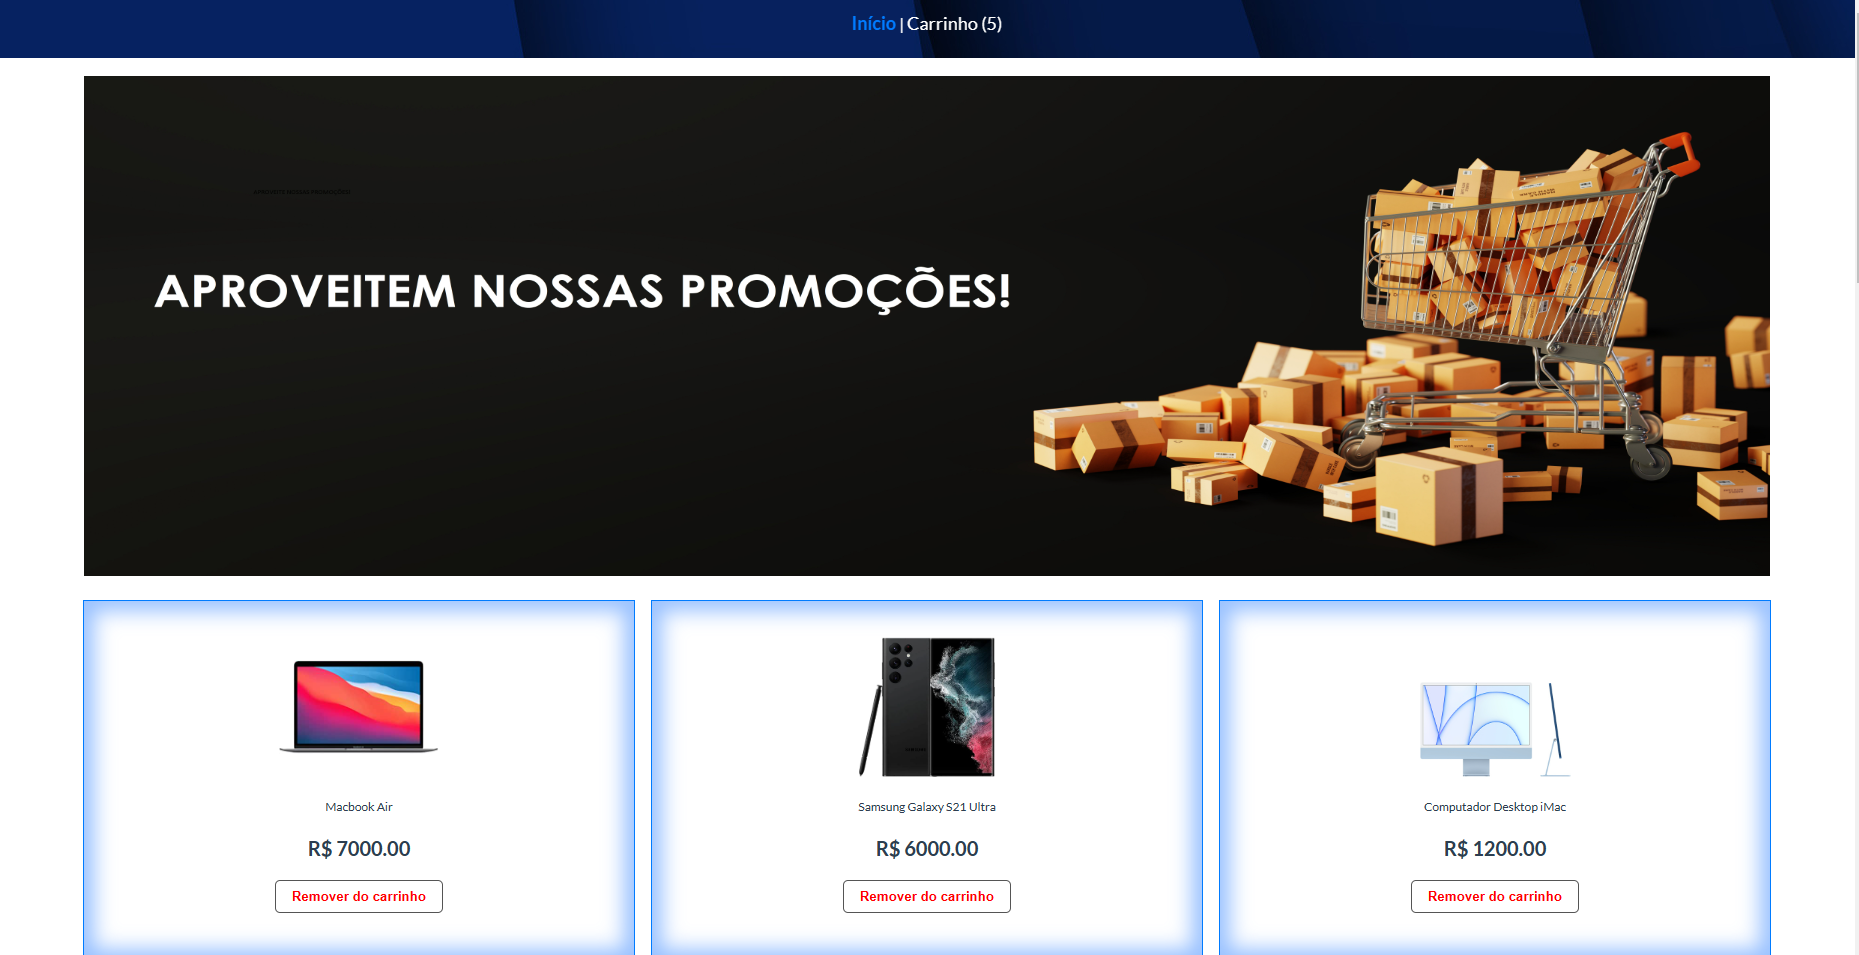 Início | Carrinho (5)
APROVEITEM NOSSAS PROMOÇÕES!
Macbook Air
Samsung Galaxy S21 Ultra
Computador Desktop iMac
R$ 7000.00
R$ 6000.00
R$ 1200.00
Remover do carrinho
Remover do carrinho
Remover do carrinho